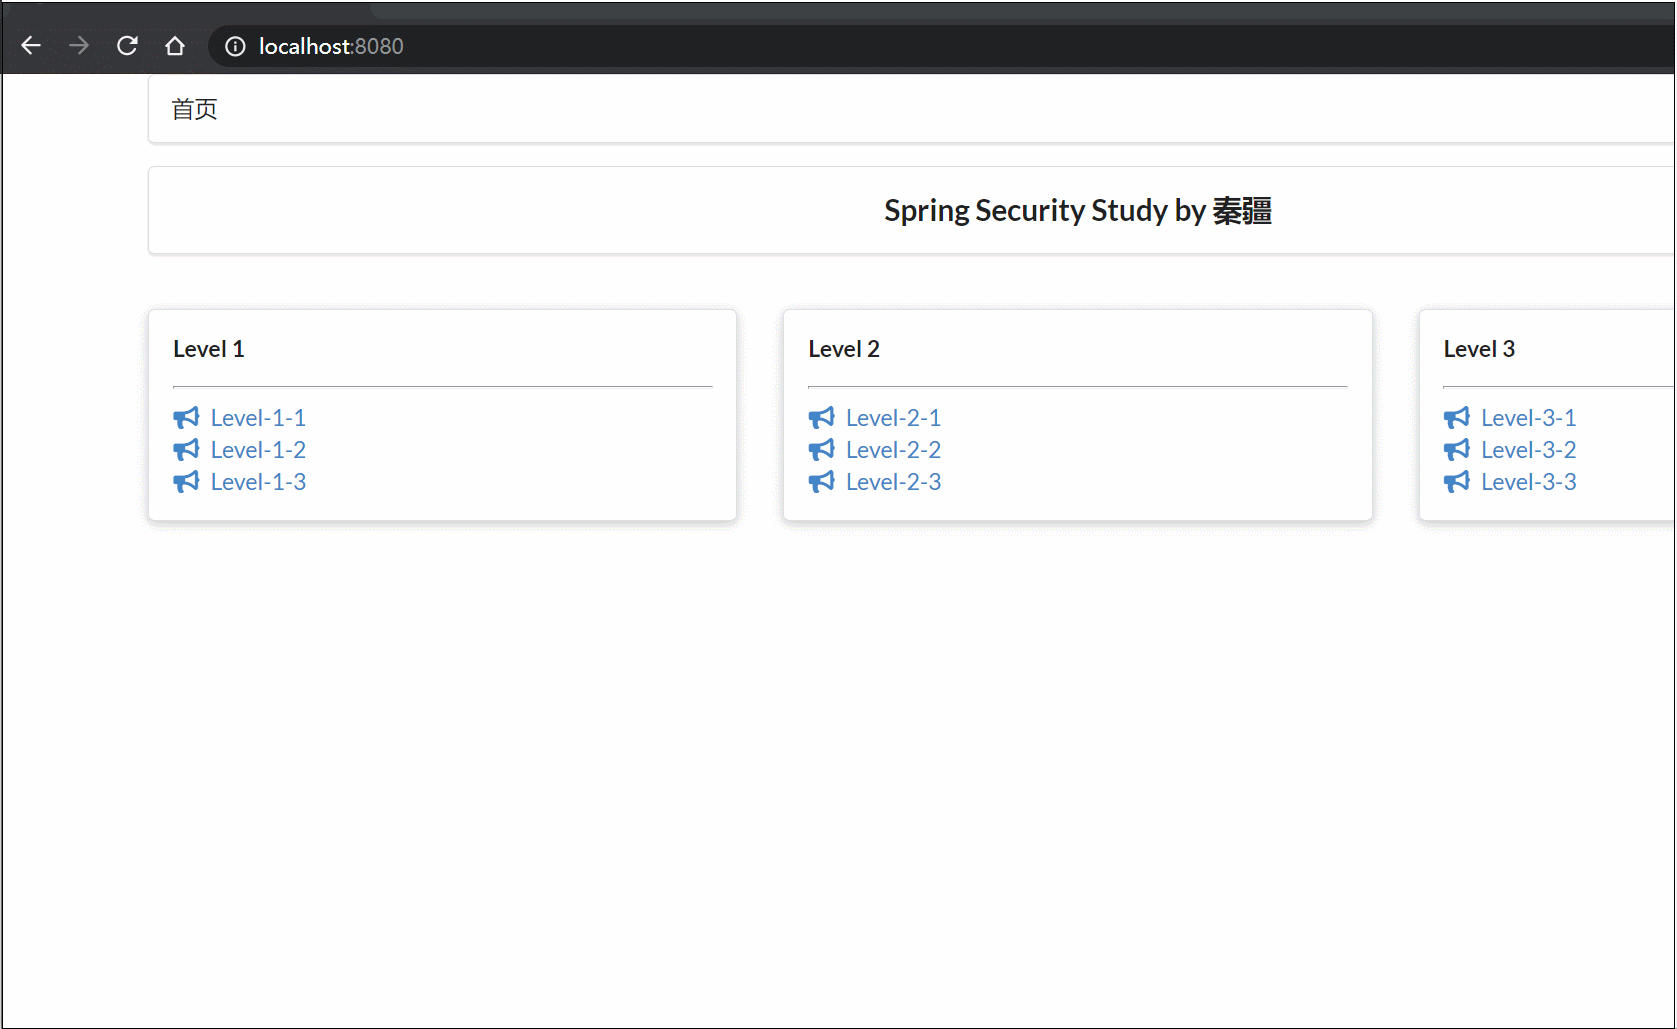 localhost:8080
首页
Spring Security Study by 秦疆
Level 1
Level-1-1
Level-1-2
Level-1-3
Level 2
Level-2-1
Level-2-2
Level-2-3
Level 3
Level-3-1
Level-3-2
Level-3-3